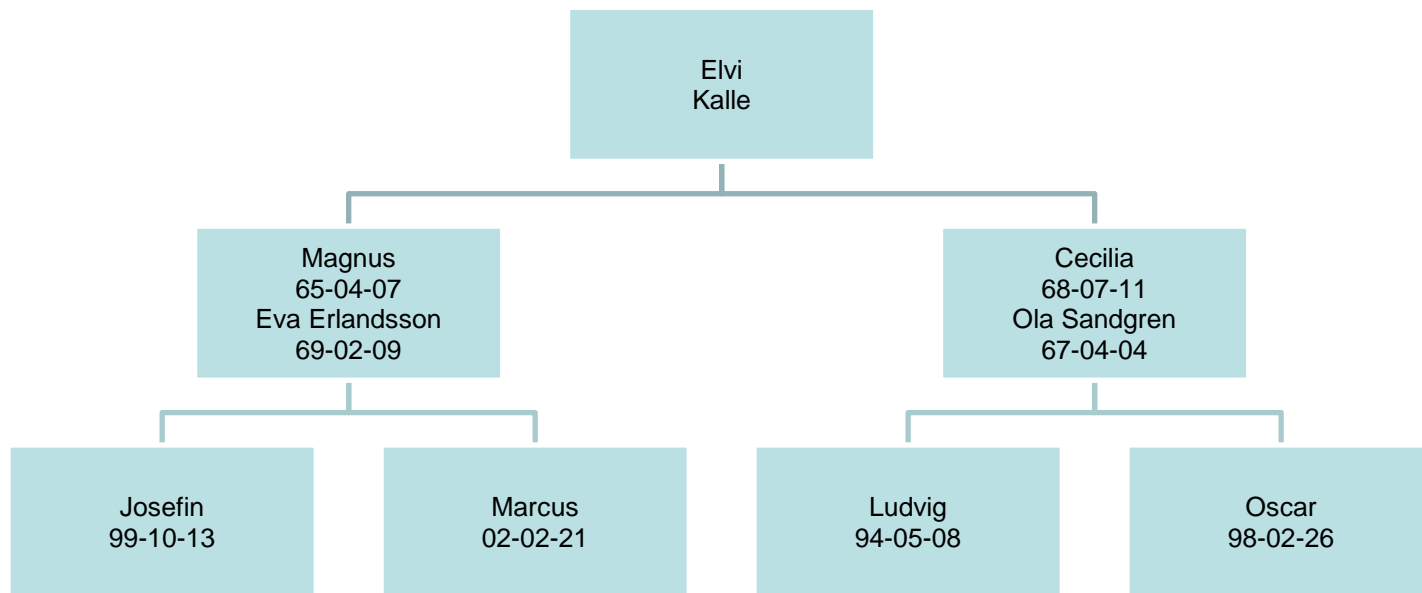 Elvi
Kalle
Magnus
65-04-07
Eva Erlandsson
69-02-09
Cecilia
68-07-11
Ola Sandgren
67-04-04
Josefin
99-10-13
Marcus
02-02-21
Ludvig
94-05-08
Oscar
98-02-26